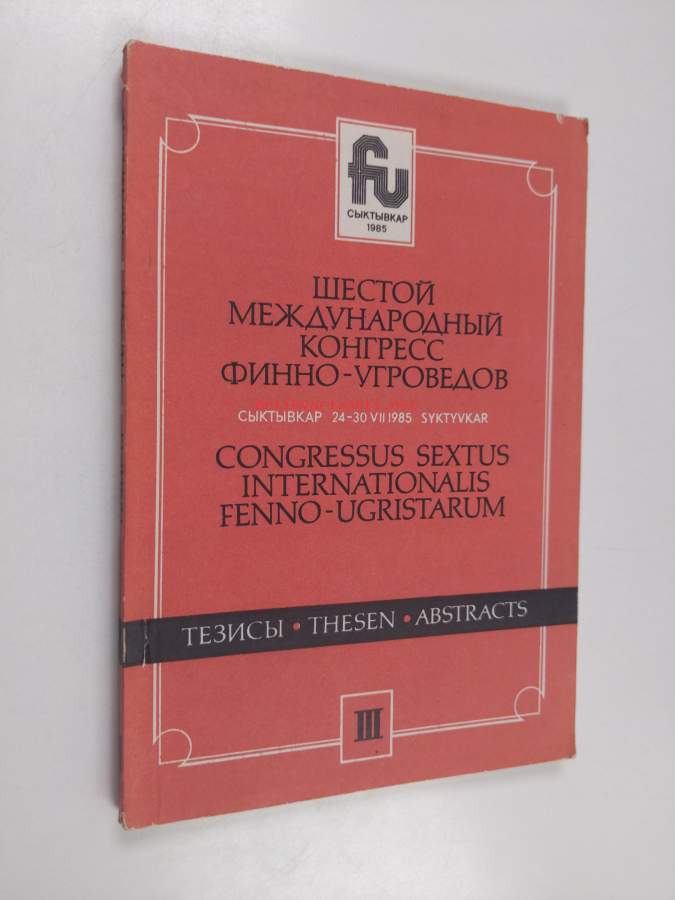 fu
СЫКТЫВКАР
1985
ШЕСТОЙ
МЕЖДУНАРОДНЫЙ
КОНГРЕСС
ФИННО-УГРОВЕДОВ
СЫКТЫВКАР 24-30 VII 1985 SYKTYVKAR
CONGRESSUS SEXTUS
INTERNATIONALIS
FENNO-UGRISTARUM
ТЕЗИСЫ • THESEN • ABSTRACTS
III